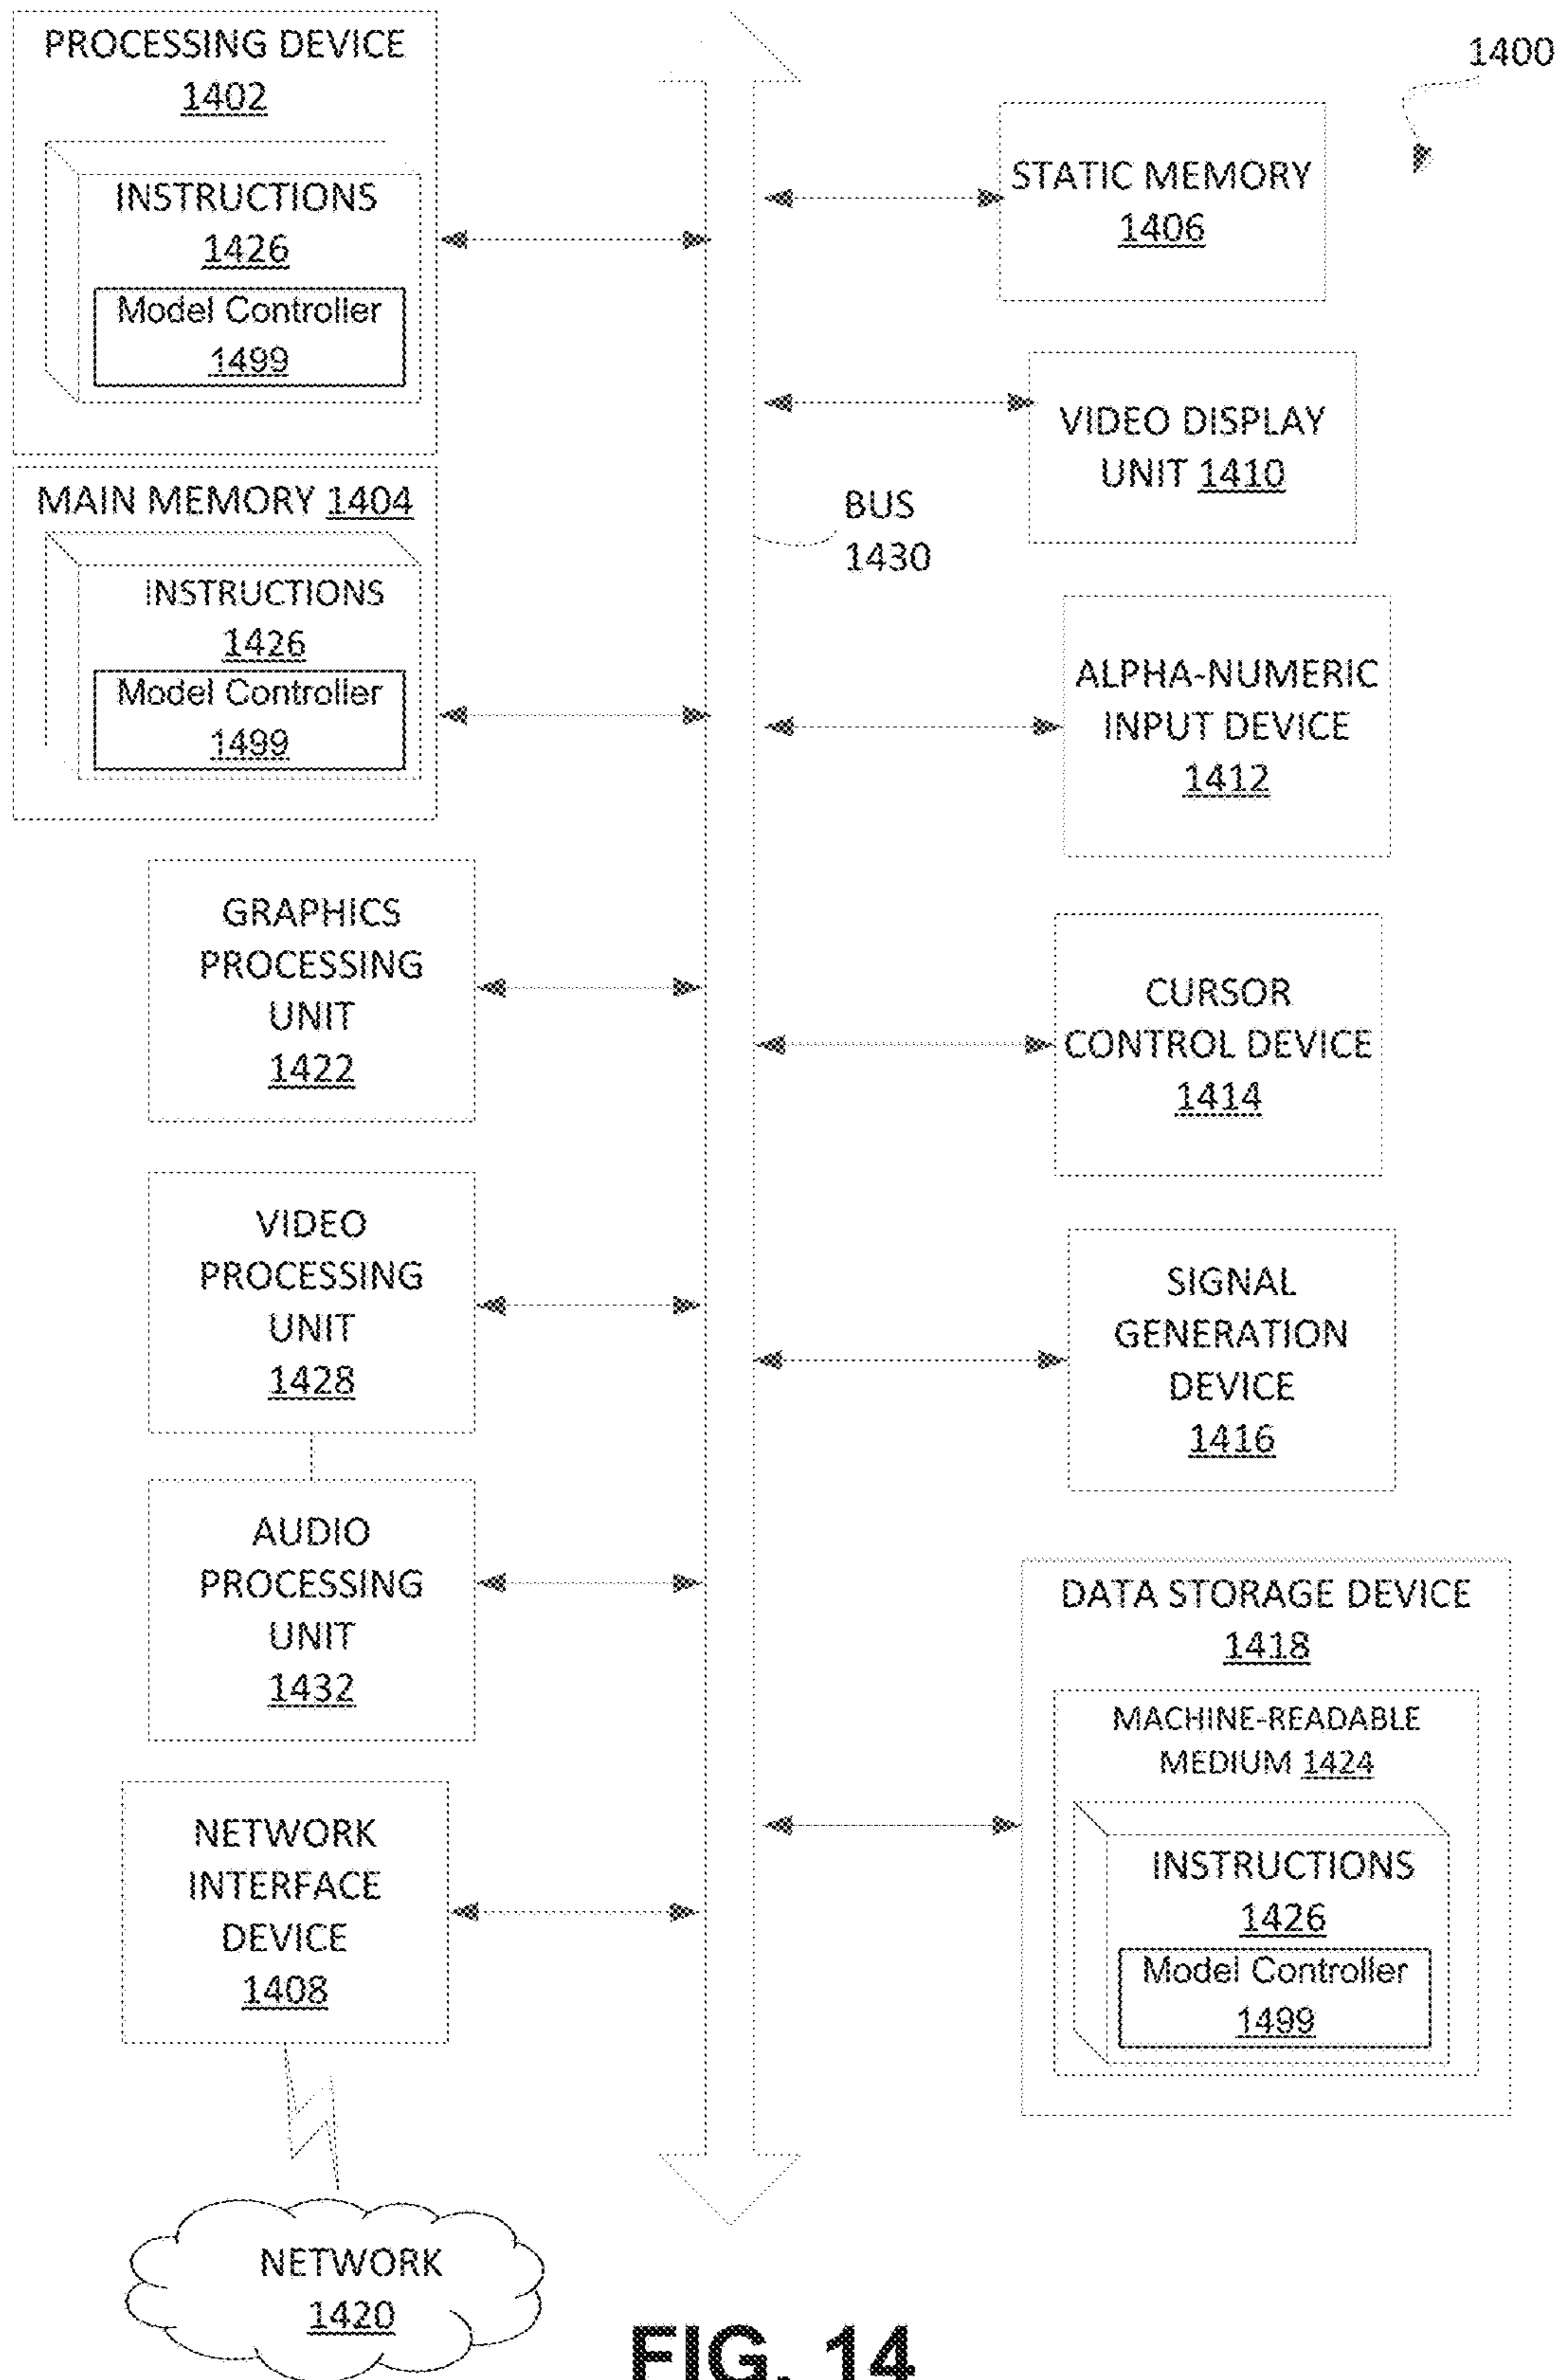 PROCESSING DEVICE
1402
INSTRUCTIONS
1426
Model Controller
1499
MAIN MEMORY 1404
INSTRUCTIONS
1426
Model Controller
1499
GRAPHICS
PROCESSING
UNIT
1422
VIDEO
PROCESSING
UNIT
1428
AUDIO
PROCESSING
UNIT
1432
NETWORK
INTERFACE
DEVICE
1408
NETWORK
1420
BUS
1430
1400
STATIC MEMORY
1406
VIDEO DISPLAY
UNIT 1410
ALPHA-NUMERIC
INPUT DEVICE
1412
CURSOR
CONTROL DEVICE
1414
SIGNAL
GENERATION
DEVICE
1416
DATA STORAGE DEVICE
1418
MACHINE-READABLE
MEDIUM 1424
INSTRUCTIONS
1426
Model Controller
1499
FIG. 14